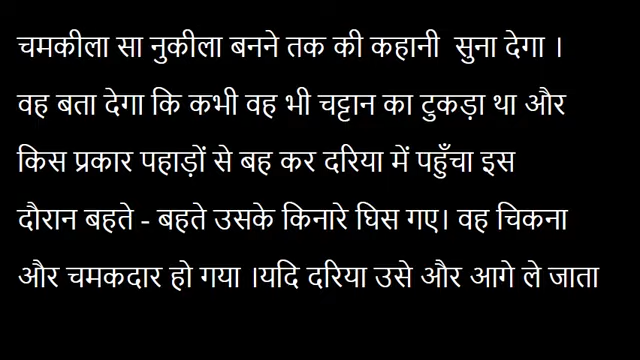 चमकीला सा नुकीला बनने तक की कहानी  सुना देगा ।
वह बता देगा कि कभी वह भी चट्टान का टुकड़ा था और
किस प्रकार पहाड़ों से बह कर दरिया में पहुँचा इस
दौरान बहते - बहते उसके किनारे घिस गए। वह चिकना
और चमकदार हो गया ।यदि दरिया उसे और आगे ले जाता